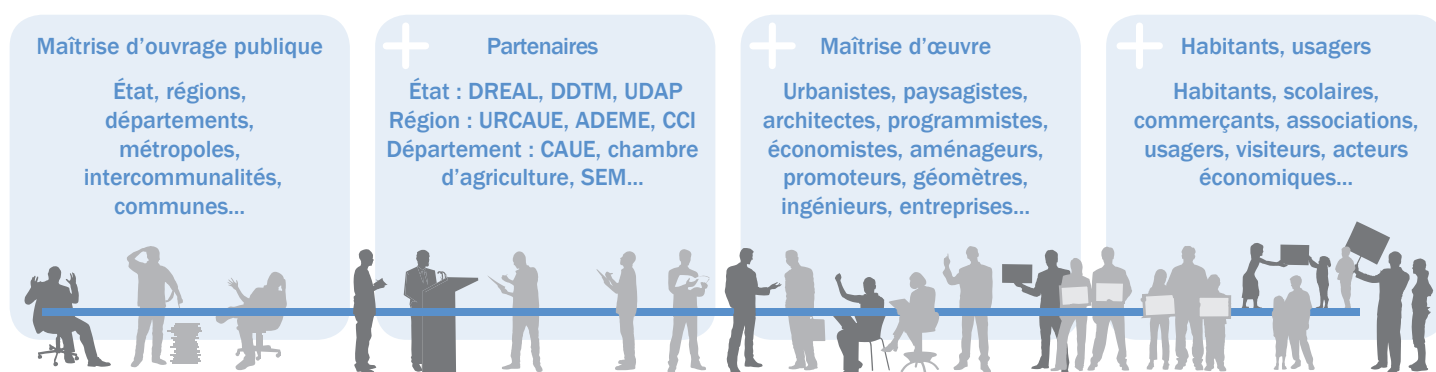 Maîtrise d'ouvrage publique
État, régions,
départements,
métropoles,
intercommunalités,
communes...
Partenaires
État : DREAL, DDTM, UDAP
Région : URCAUE, ADEME, CCI
Département : CAUE, chambre
d'agriculture, SEM...
Maîtrise d'œuvre
Urbanistes, paysagistes,
architectes, programmistes,
économistes, aménageurs,
promoteurs, géomètres,
ingénieurs, entreprises...
Habitants, usagers
Habitants, scolaires,
commerçants, associations,
usagers, visiteurs, acteurs
économiques...